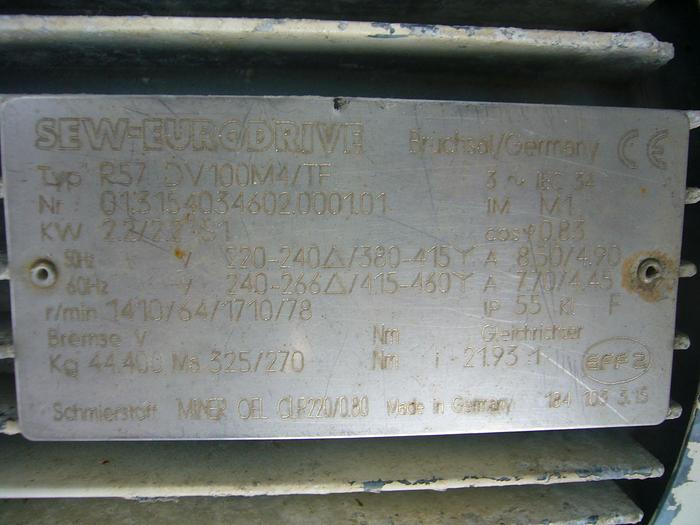 SEW-EURODRIVE Bruchsal/Germany CE
Typ R57 DV100M4/TF 3 ~ IEC 34
Nr 01.3154034602.0001.01 IM M1
KW 2.2/2.2 S1 cosφ 0.83
50Hz V 220-240△/380-415Y A 8.50/4.90
60Hz V 240-266△/415-460Y A 7.70/4.45
r/min 1410/64/1710/78 IP 55 Kl F
Bremse V Nm Gleichrichter
Kg 44.400 Ma 325/270 Nm i 21.93 :1 EFF2
Schmierstoff MINER OEL CLP220/0.80 Made in Germany 184 103 3.15